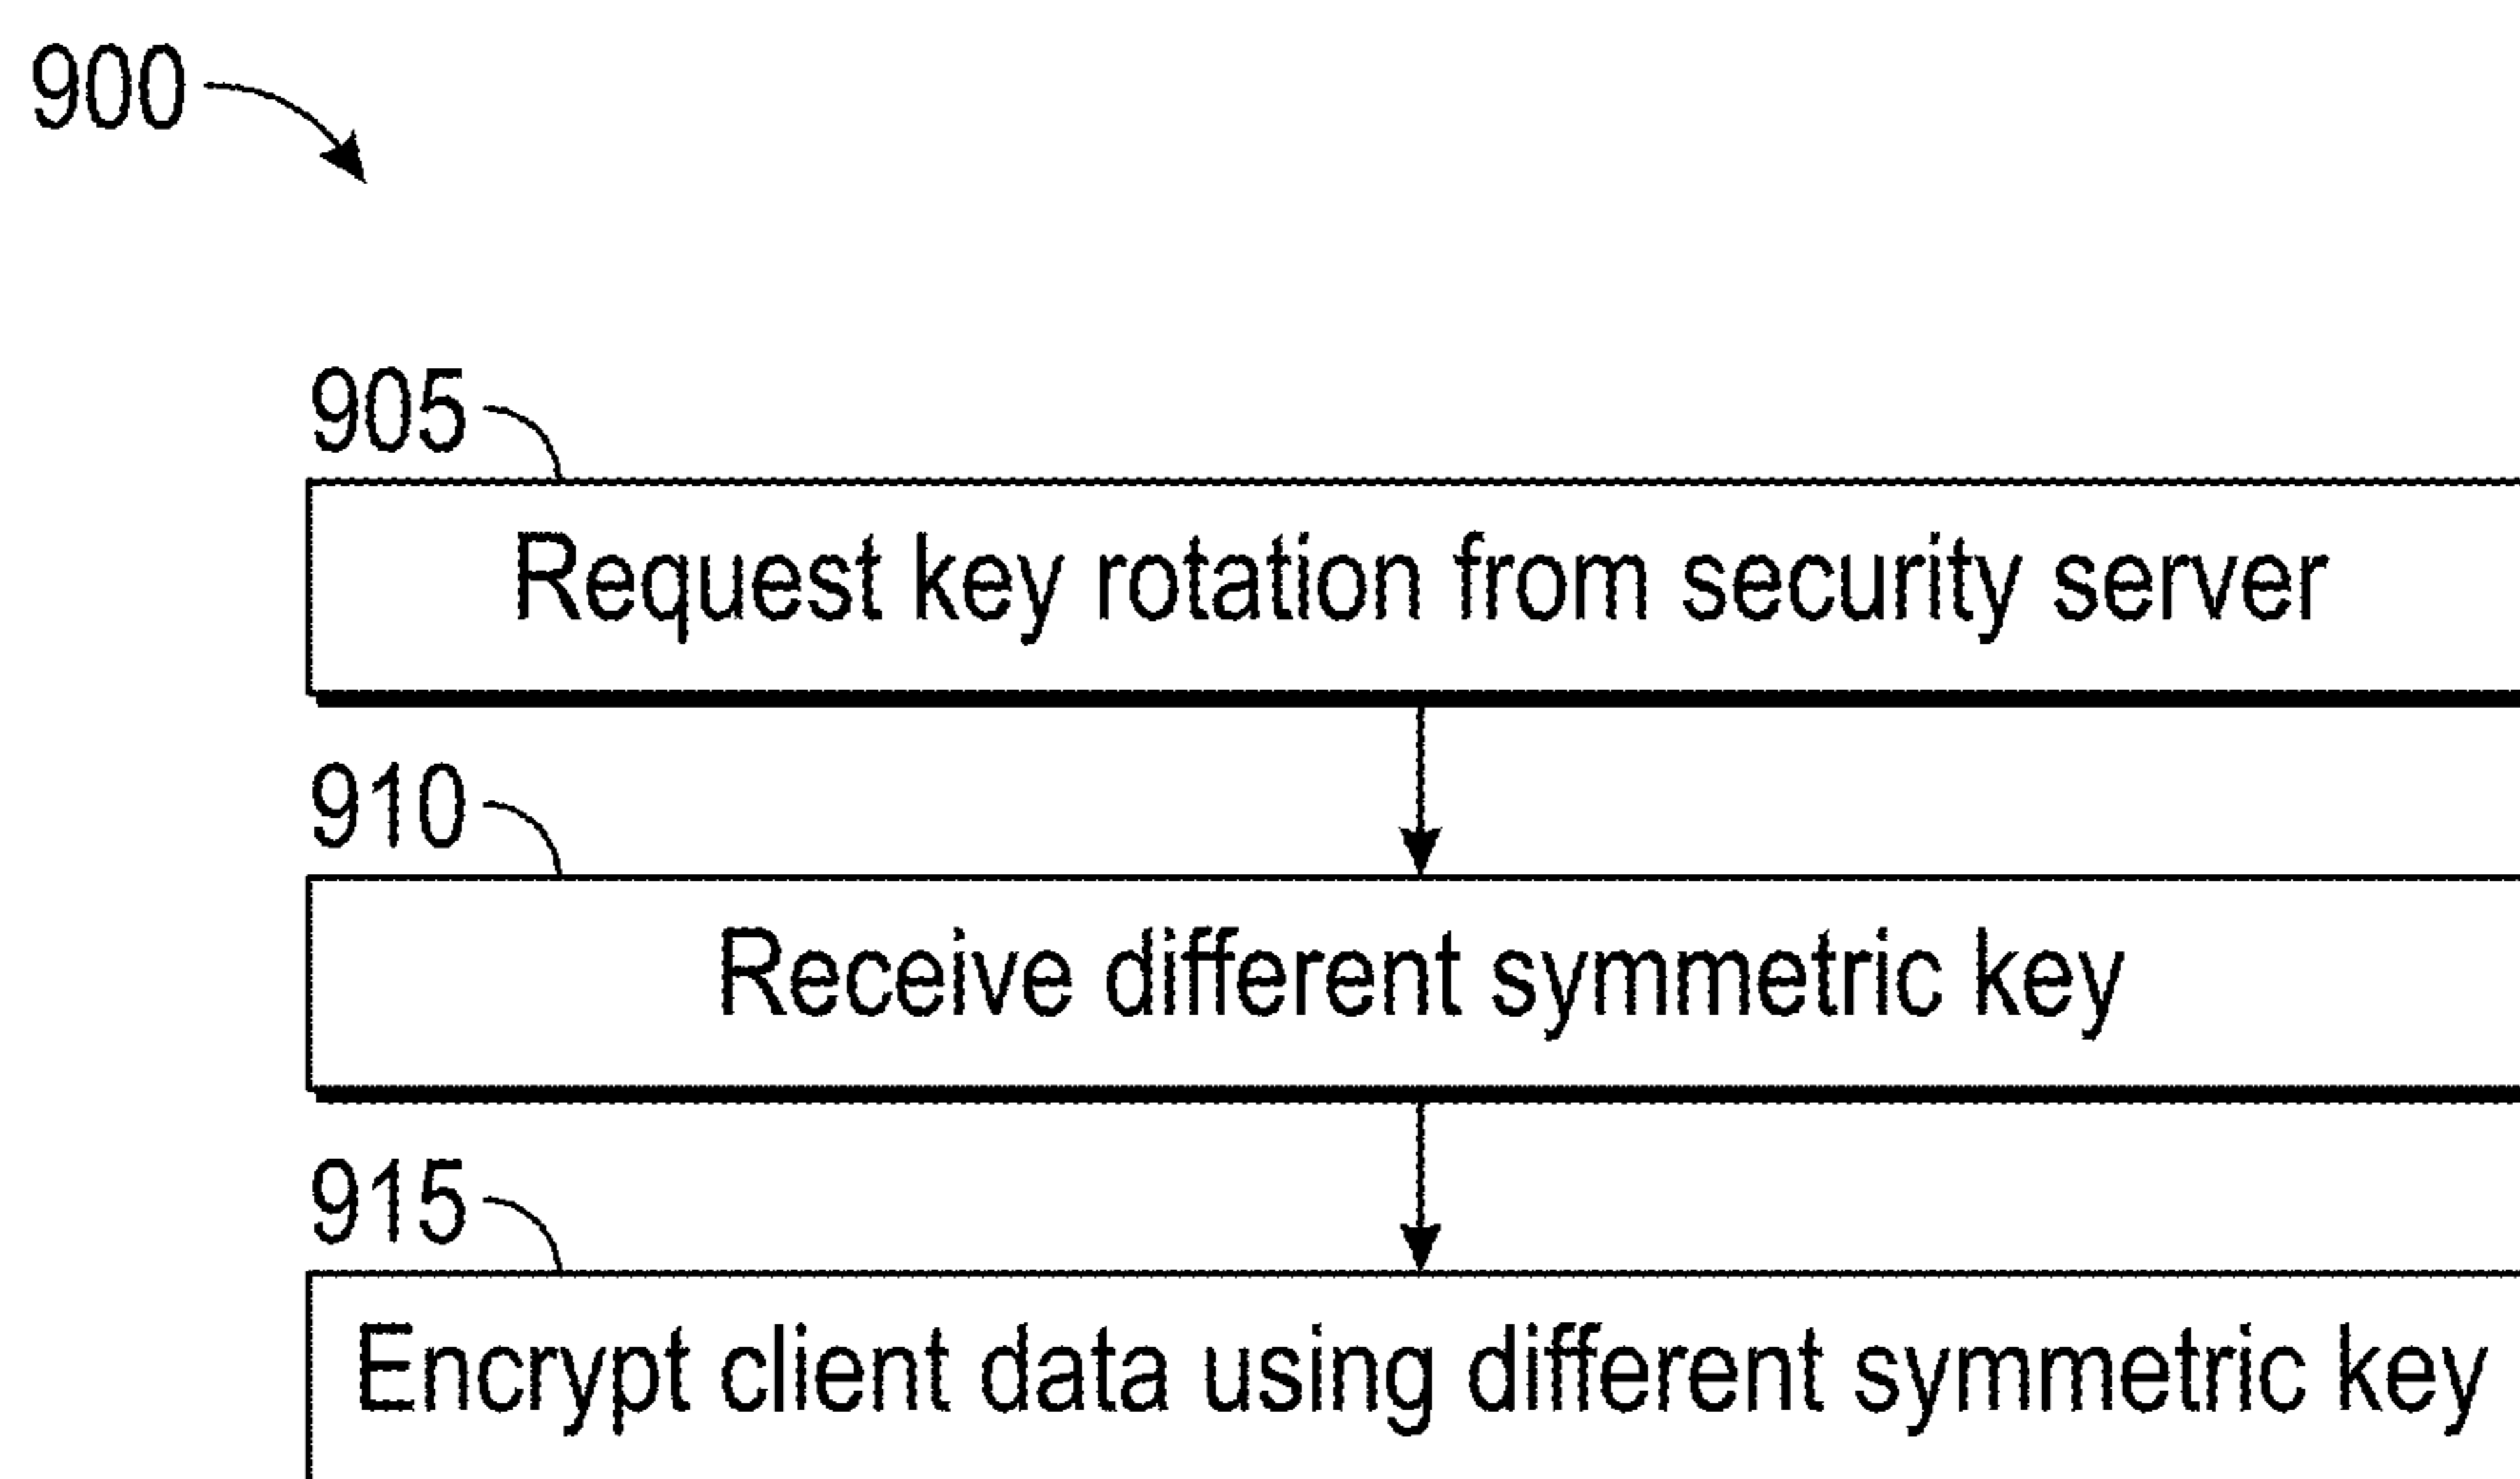 900
905
Request key rotation from security server
910
Receive different symmetric key
915
Encrypt client data using different symmetric key